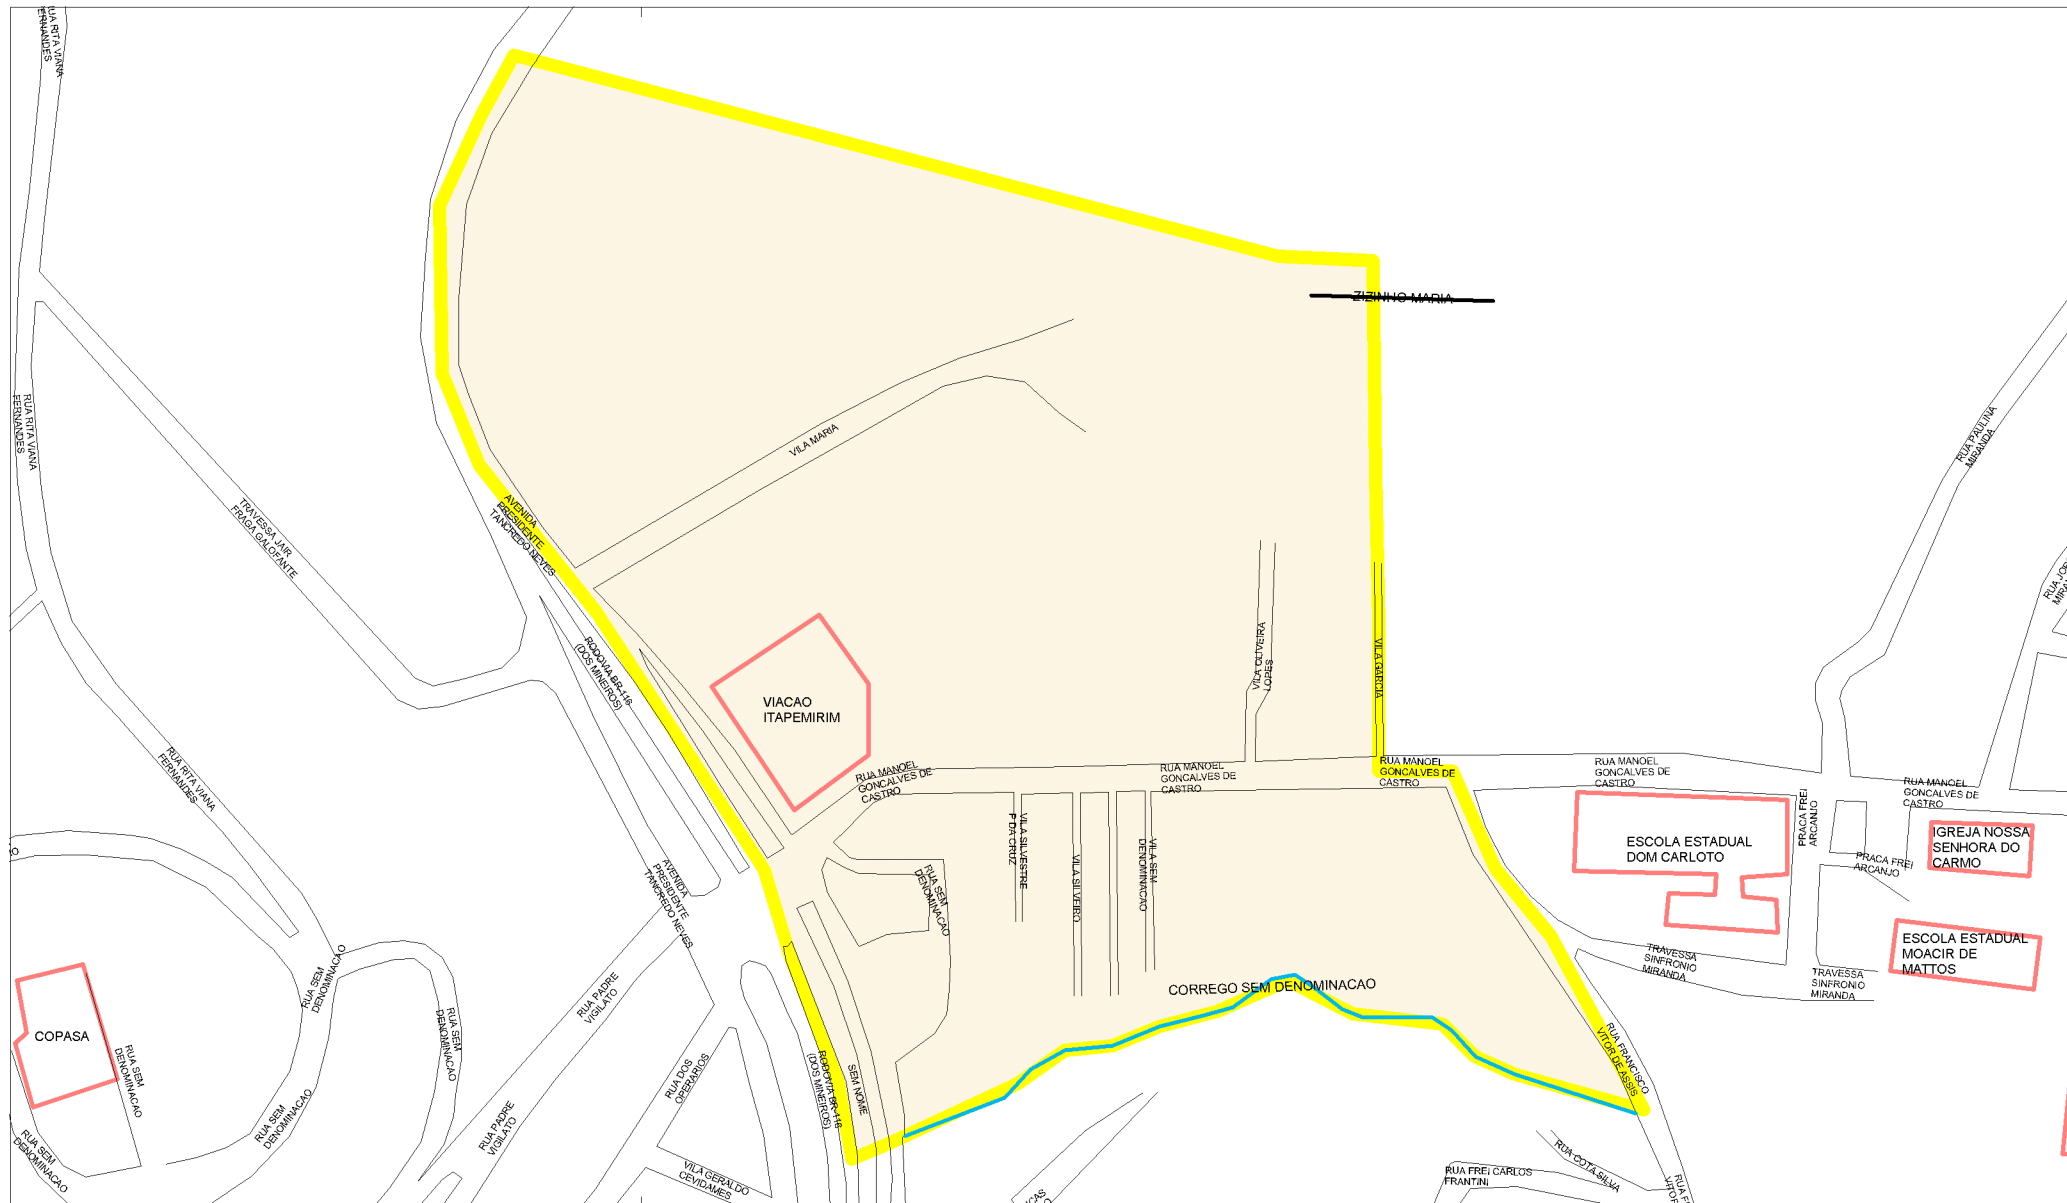 RUA RITA VIANA
FERNANDES
ZIZINHO MARIA
RUA RITA VIANA
FERNANDES
RUA PAULINA
MIRANDA
VILA MARIA
TRAVESSA JAIR
FRAGA GALOFANTE
AVENIDA
PRESIDENTE
TANCREDO NEVES
RODOVIA BR-116
(DOS MINEIROS)
VILA OLIVEIRA
LOPES
VILA GARCIA
VIACAO
ITAPEMIRIM
RUA RITA VIANA
FERNANDES
RUA MANOEL
GONCALVES DE
CASTRO
RUA MANOEL
GONCALVES DE
CASTRO
RUA MANOEL
GONCALVES DE
CASTRO
RUA MANOEL
GONCALVES DE
CASTRO
RUA MANOEL
GONCALVES DE
CASTRO
PRACA FREI
ARCANJO
ESCOLA ESTADUAL
DOM CARLOTO
IGREJA NOSSA
SENHORA DO
CARMO
PRACA FREI
ARCANJO
VILA SILVESTRE
P DA CRUZ
VILA SILVEIRO
VILA SEM
DENOMINACAO
RUA SEM
DENOMINACAO
AVENIDA
PRESIDENTE
TANCREDO NEVES
ESCOLA ESTADUAL
MOACIR DE
MATTOS
TRAVESSA
SINFRONIO
MIRANDA
TRAVESSA
SINFRONIO
MIRANDA
CORREGO SEM DENOMINACAO
RUA SEM
DENOMINACAO
RUA PADRE
VIGILATO
COPASA
RUA SEM
DENOMINACAO
RUA SEM
DENOMINACAO
RUA FRANCISCO
VITOR DE ASSIS
RUA DOS
OPERARIOS
RODOVIA BR-116
(DOS MINEIROS)
SEM NOME
RUA SEM
DENOMINACAO
RUA PADRE
VIGILATO
RUA SEM
DENOMINACAO
VILA GERALDO
CEVIDAMES
RUA FREI CARLOS
FRANTINI
RUA COTA SILVA